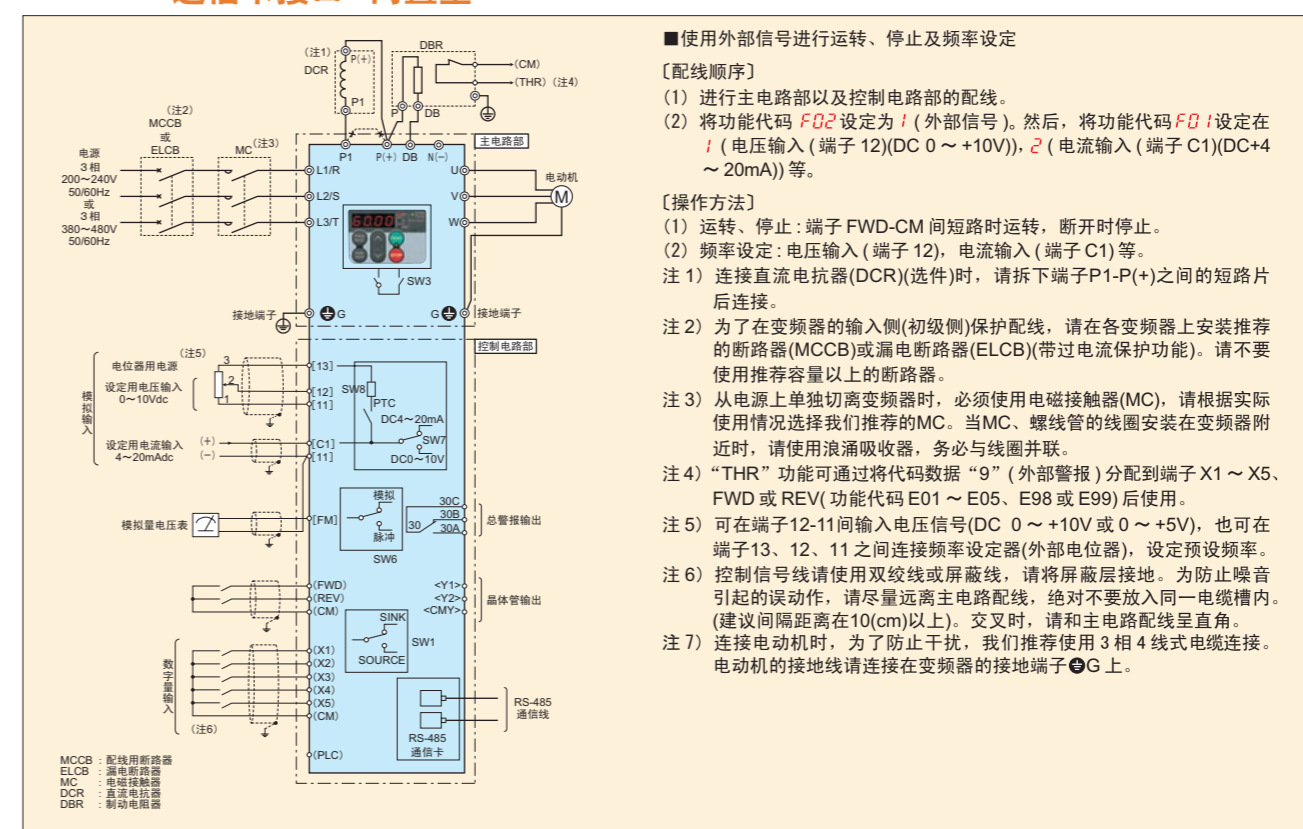 (注1)
P(+)
DCR
P1
DBR
(CM)
(THR)(注4)
P
DB
(注2)
MCCB
或
ELCB
MC(注3)
电源
3相
200～240V
50/60Hz
或
3相
380～480V
50/60Hz
主电路部
P1 P(+) DB N(−)
L1/R
L2/S
L3/T
U
V
W
电动机
M
60.00
SW3
接地端子
G
G
接地端子
控制电路部
模拟输入
(注5)
电位器用电源
设定用电压输入
0～10Vdc
3
2
1
[13]
[12]
[11]
SW8
PTC
DC4～20mA
SW7
DC0～10V
设定用电流输入
4～20mAdc
(+)
(−)
[C1]
[11]
模拟量电压表
[FM]
模拟
脉冲
SW6
30C
30B
30
30A
总警报输出
(FWD)
(REV)
(CM)
<Y1>
<Y2>
<CMY>
晶体管输出
SINK
SW1
SOURCE
数字量输入
(X1)
(X2)
(X3)
(X4)
(X5)
(CM)
(注6)
(PLC)
RS-485
通信卡
RS-485
通信线
MCCB : 配线用断路器
ELCB : 漏电断路器
MC : 电磁接触器
DCR : 直流电抗器
DBR : 制动电阻器
■使用外部信号进行运转、停止及频率设定
〔配线顺序〕
(1) 进行主电路部以及控制电路部的配线。
(2) 将功能代码 F02 设定为 1 ( 外部信号 )。然后，将功能代码 F01 设定在
1 ( 电压输入 ( 端子 12)(DC 0 ～ +10V))，2 ( 电流输入 ( 端子 C1)(DC+4
～ 20mA)) 等。
〔操作方法〕
(1) 运转、停止 : 端子 FWD-CM 间短路时运转，断开时停止。
(2) 频率设定 : 电压输入 ( 端子 12)，电流输入 ( 端子 C1) 等。
注 1) 连接直流电抗器(DCR)(选件)时，请拆下端子P1-P(+)之间的短路片
后连接。
注 2) 为了在变频器的输入侧(初级侧)保护配线，请在各变频器上安装推荐
的断路器(MCCB)或漏电断路器(ELCB)(带过电流保护功能)。请不要
使用推荐容量以上的断路器。
注 3) 从电源上单独切离变频器时，必须使用电磁接触器(MC)，请根据实际
使用情况选择我们推荐的MC。当MC、螺线管的线圈安装在变频器附
近时，请使用浪涌吸收器，务必与线圈并联。
注 4) “THR”功能可通过将代码数据“9”( 外部警报 ) 分配到端子 X1 ～ X5、
FWD 或 REV( 功能代码 E01 ～ E05、E98 或 E99) 后使用。
注 5) 可在端子12-11间输入电压信号(DC 0 ～ +10V 或 0 ～ +5V)，也可在
端子13、12、11 之间连接频率设定器(外部电位器)，设定预设频率。
注 6) 控制信号线请使用双绞线或屏蔽线，请将屏蔽层接地。为防止噪音
引起的误动作，请尽量远离主电路配线，绝对不要放入同一电缆槽内。
(建议间隔距离在10(cm)以上)。交叉时，请和主电路配线呈直角。
注 7) 连接电动机时，为了防止干扰，我们推荐使用 3 相 4 线式电缆连接。
电动机的接地线请连接在变频器的接地端子G 上。